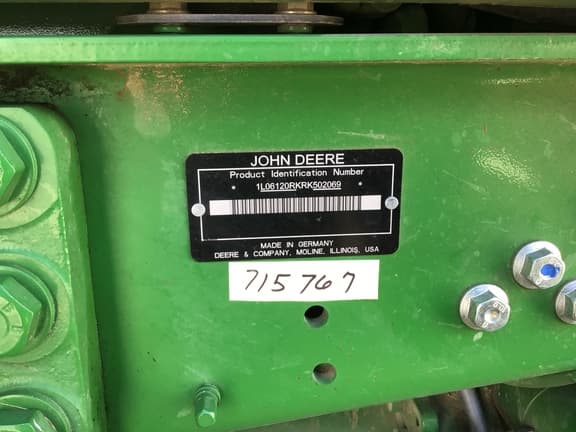 JOHN DEERE
Product Identification Number
* 1L06120RKRK502069 *
MADE IN GERMANY
DEERE & COMPANY, MOLINE, ILLINOIS, USA
715767